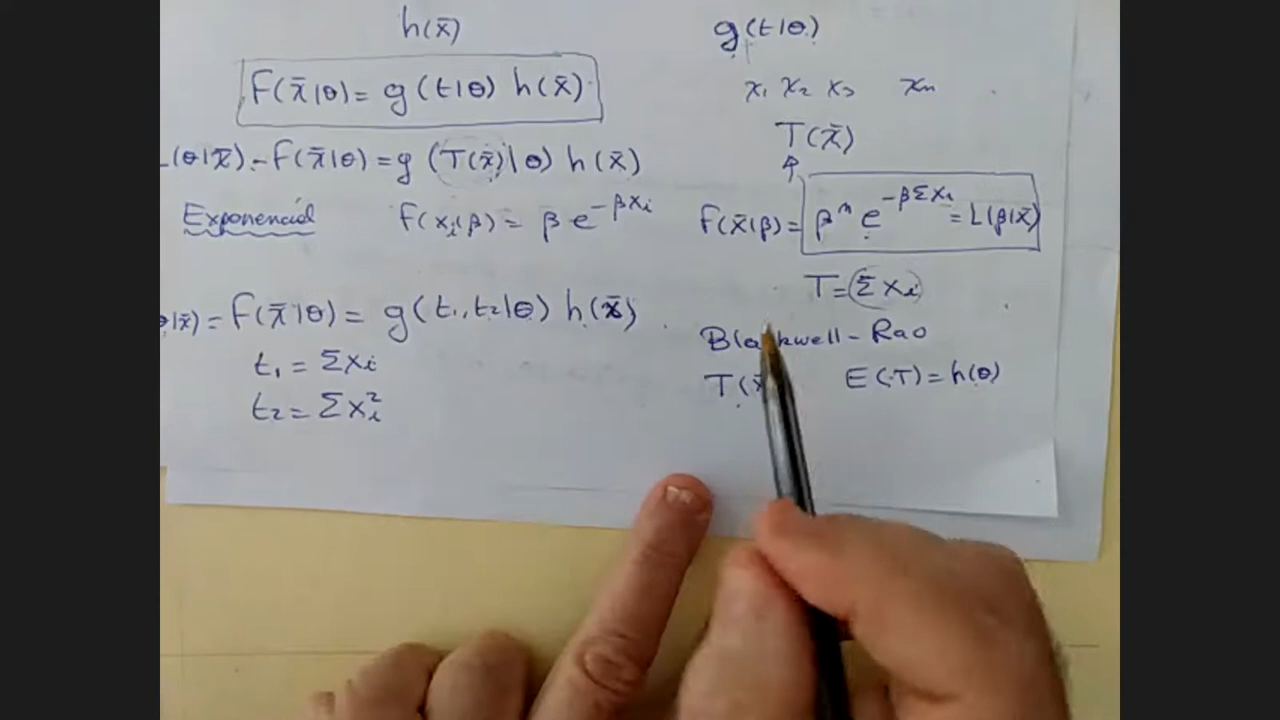 h(x̄)
F(x̄|θ) = g(t|θ) h(x̄)
L(θ|x̄) = F(x̄|θ) = g (T(x̄)|θ) h(x̄)
Exponencial F(xᵢ|β) = β e^{-βxᵢ}
θ|x̄) = F(x̄|θ) = g(t₁, t₂|θ) h(x̄)
t₁ = Σxᵢ
t₂ = Σxᵢ²
g(t|θ)
x₁ x₂ x₃ xₙ
T(x̄)
F(x̄|β) = βⁿ e^{-βΣxᵢ} = L(β|x̄)
T = Σxᵢ
Blackwell - Rao
T(x̄ E(T) = h(θ)